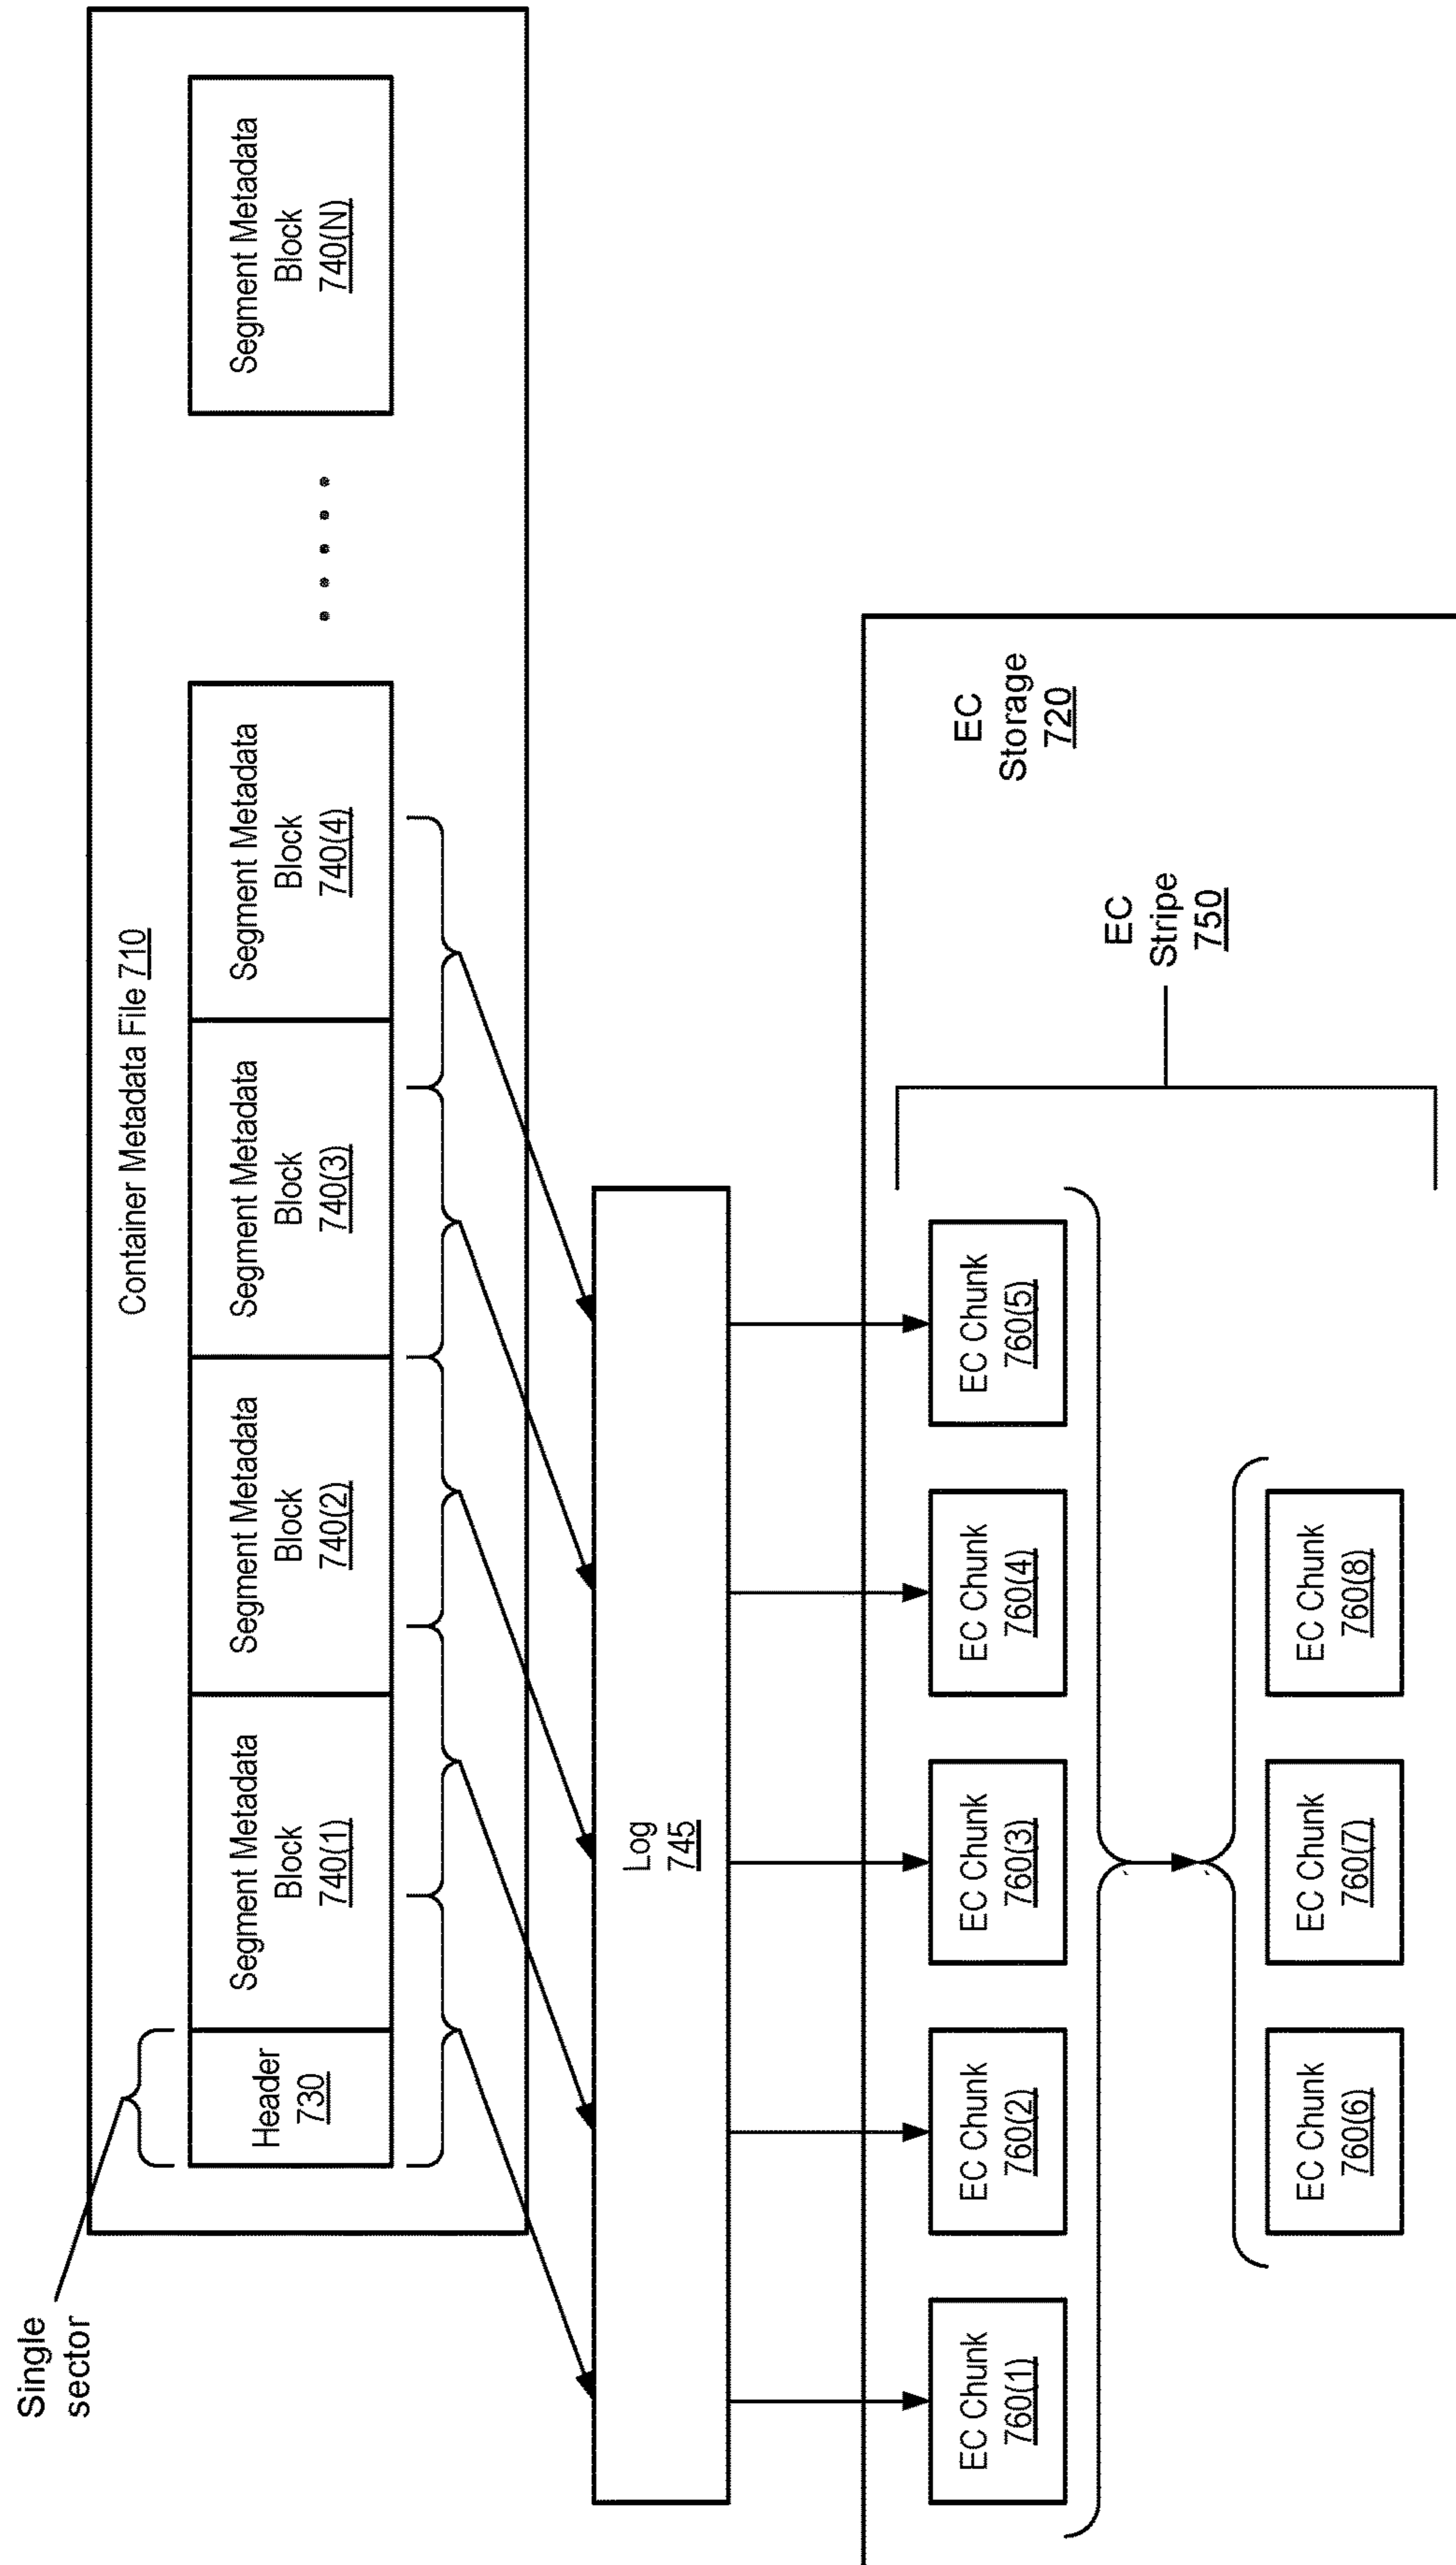 Single
sector
Container Metadata File 710
Header
730
Segment Metadata
Block
740(1)
Segment Metadata
Block
740(2)
Segment Metadata
Block
740(3)
Segment Metadata
Block
740(4)
.....
Segment Metadata
Block
740(N)
Log
745
EC
Storage
720
EC
Stripe
750
EC Chunk
760(1)
EC Chunk
760(2)
EC Chunk
760(3)
EC Chunk
760(4)
EC Chunk
760(5)
EC Chunk
760(6)
EC Chunk
760(7)
EC Chunk
760(8)